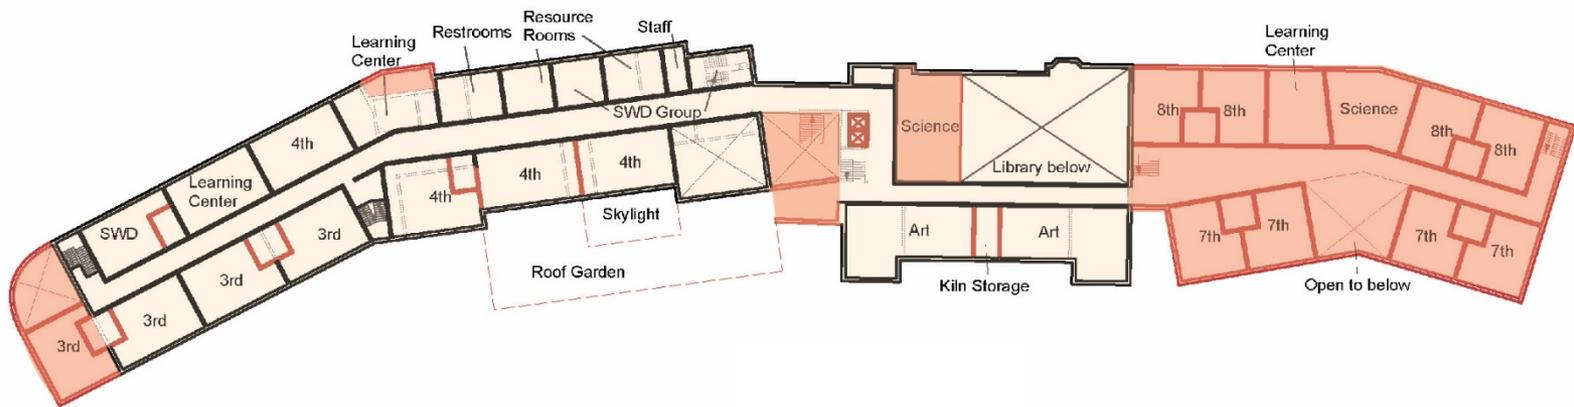 Learning
Center
Restrooms
Resource
Rooms
Staff
Learning
Center
SWD Group
4th
Learning
Center
SWD
4th
4th
4th
3rd
3rd
3rd
3rd
Skylight
Roof Garden
Science
Library below
Art
Art
Kiln Storage
8th
8th
Science
8th
8th
7th
7th
7th
7th
Open to below